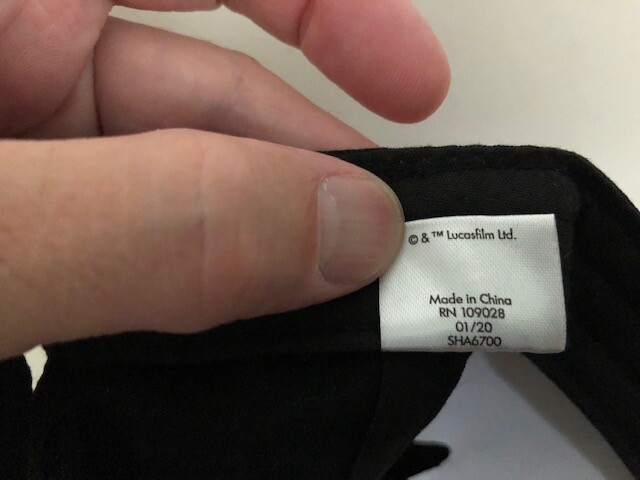 © & ™ Lucasfilm Ltd.
Made in China
RN 109028
01/20
SHA6700